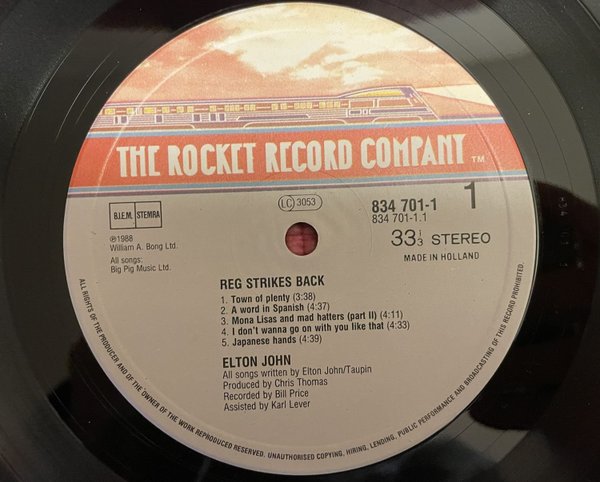 THE ROCKET RECORD COMPANY TM
B.I.E.M. STEMRA
LC 3053
834 701-1
834 701-1.1
1
℗1988
William A. Bong Ltd.
All songs:
Big Pig Music Ltd.
33 1/3 STEREO
MADE IN HOLLAND
REG STRIKES BACK
1. Town of plenty (3:38)
2. A word in Spanish (4:37)
3. Mona Lisas and mad hatters (part II) (4:11)
4. I don't wanna go on with you like that (4:33)
5. Japanese hands (4:39)
ELTON JOHN
All songs written by Elton John/Taupin
Produced by Chris Thomas
Recorded by Bill Price
Assisted by Karl Lever
ALL RIGHTS OF THE PRODUCER AND OF THE OWNER OF THE WORK REPRODUCED RESERVED. UNAUTHORISED COPYING, HIRING, LENDING, PUBLIC PERFORMANCE AND BROADCASTING OF THIS RECORD PROHIBITED.